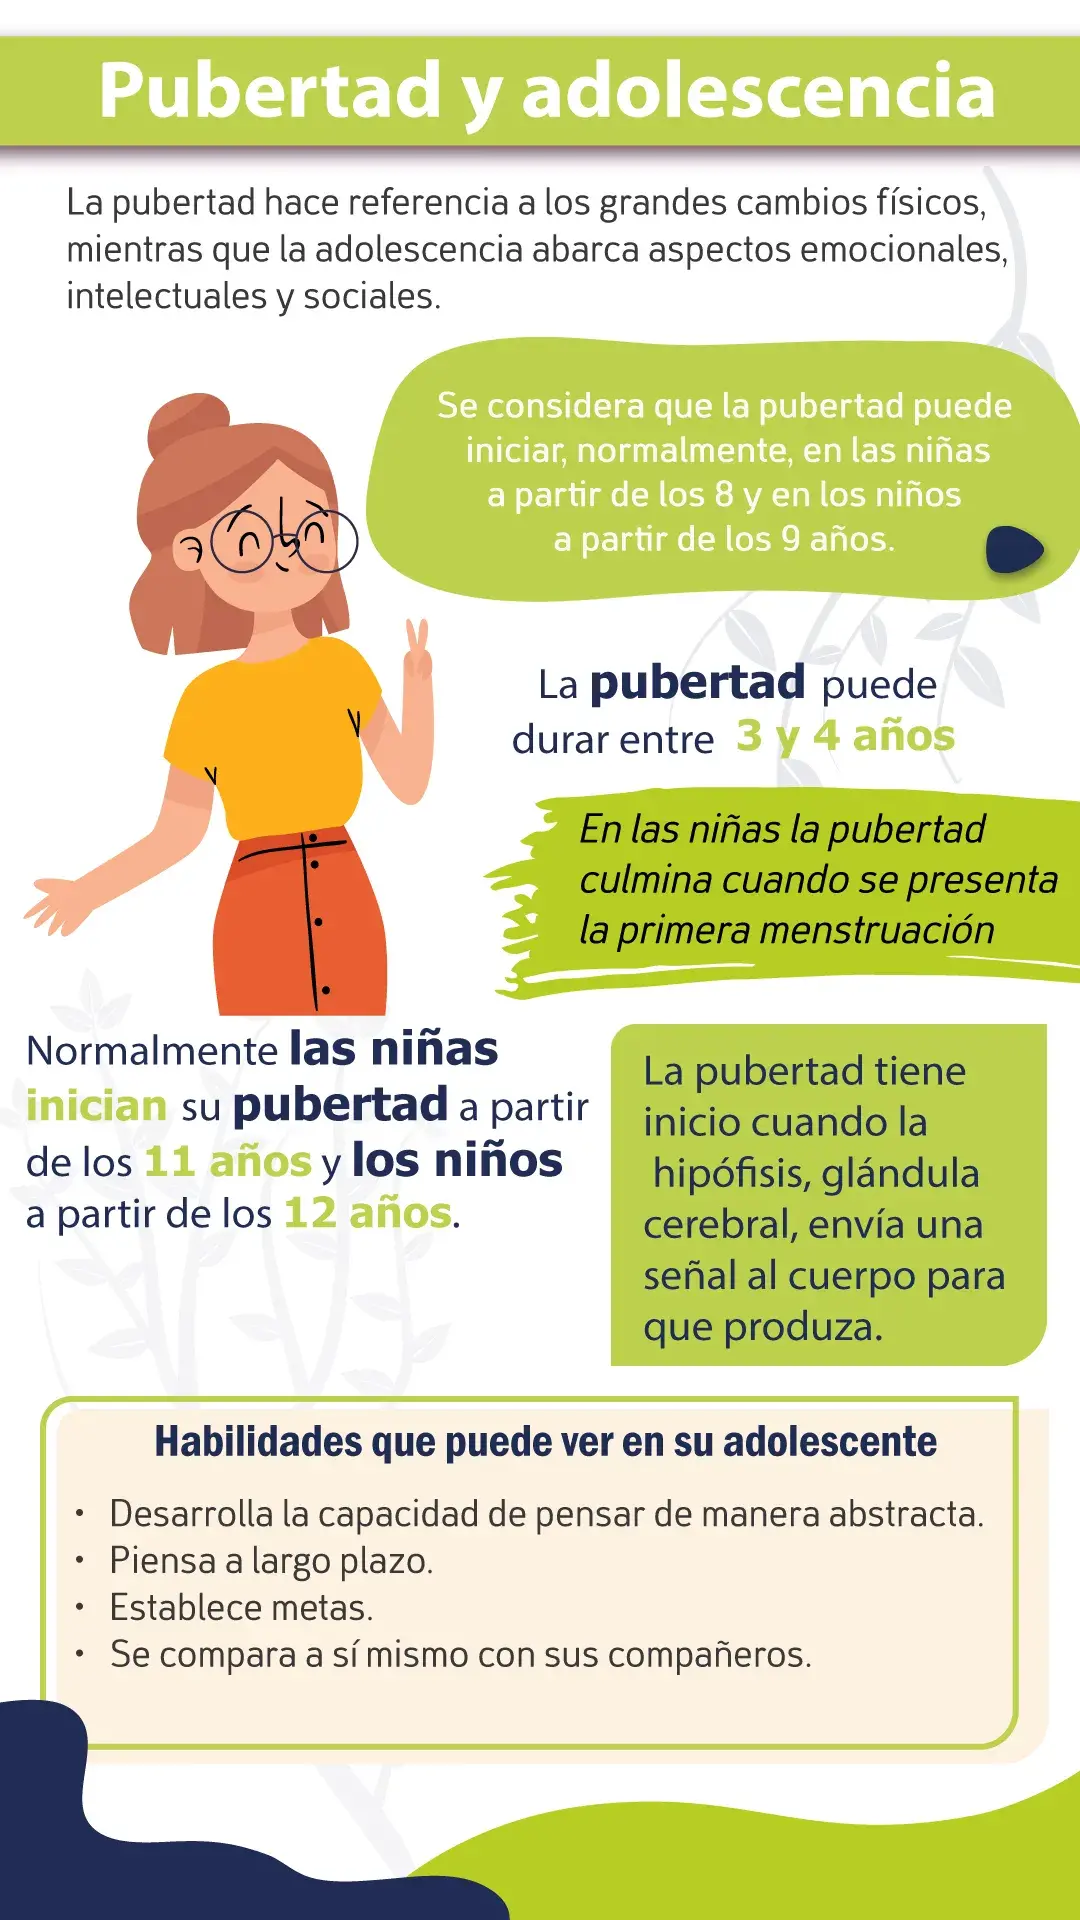 Pubertad y adolescencia
La pubertad hace referencia a los grandes cambios físicos,
mientras que la adolescencia abarca aspectos emocionales,
intelectuales y sociales.
Se considera que la pubertad puede
iniciar, normalmente, en las niñas
a partir de los 8 y en los niños
a partir de los 9 años.
La pubertad puede
durar entre 3 y 4 años
En las niñas la pubertad
culmina cuando se presenta
la primera menstruación
Normalmente las niñas
inician su pubertad a partir
de los 11 años y los niños
a partir de los 12 años.
La pubertad tiene
inicio cuando la
hipófisis, glándula
cerebral, envía una
señal al cuerpo para
que produza.
Habilidades que puede ver en su adolescente
• Desarrolla la capacidad de pensar de manera abstracta.
• Piensa a largo plazo.
• Establece metas.
• Se compara a sí mismo con sus compañeros.